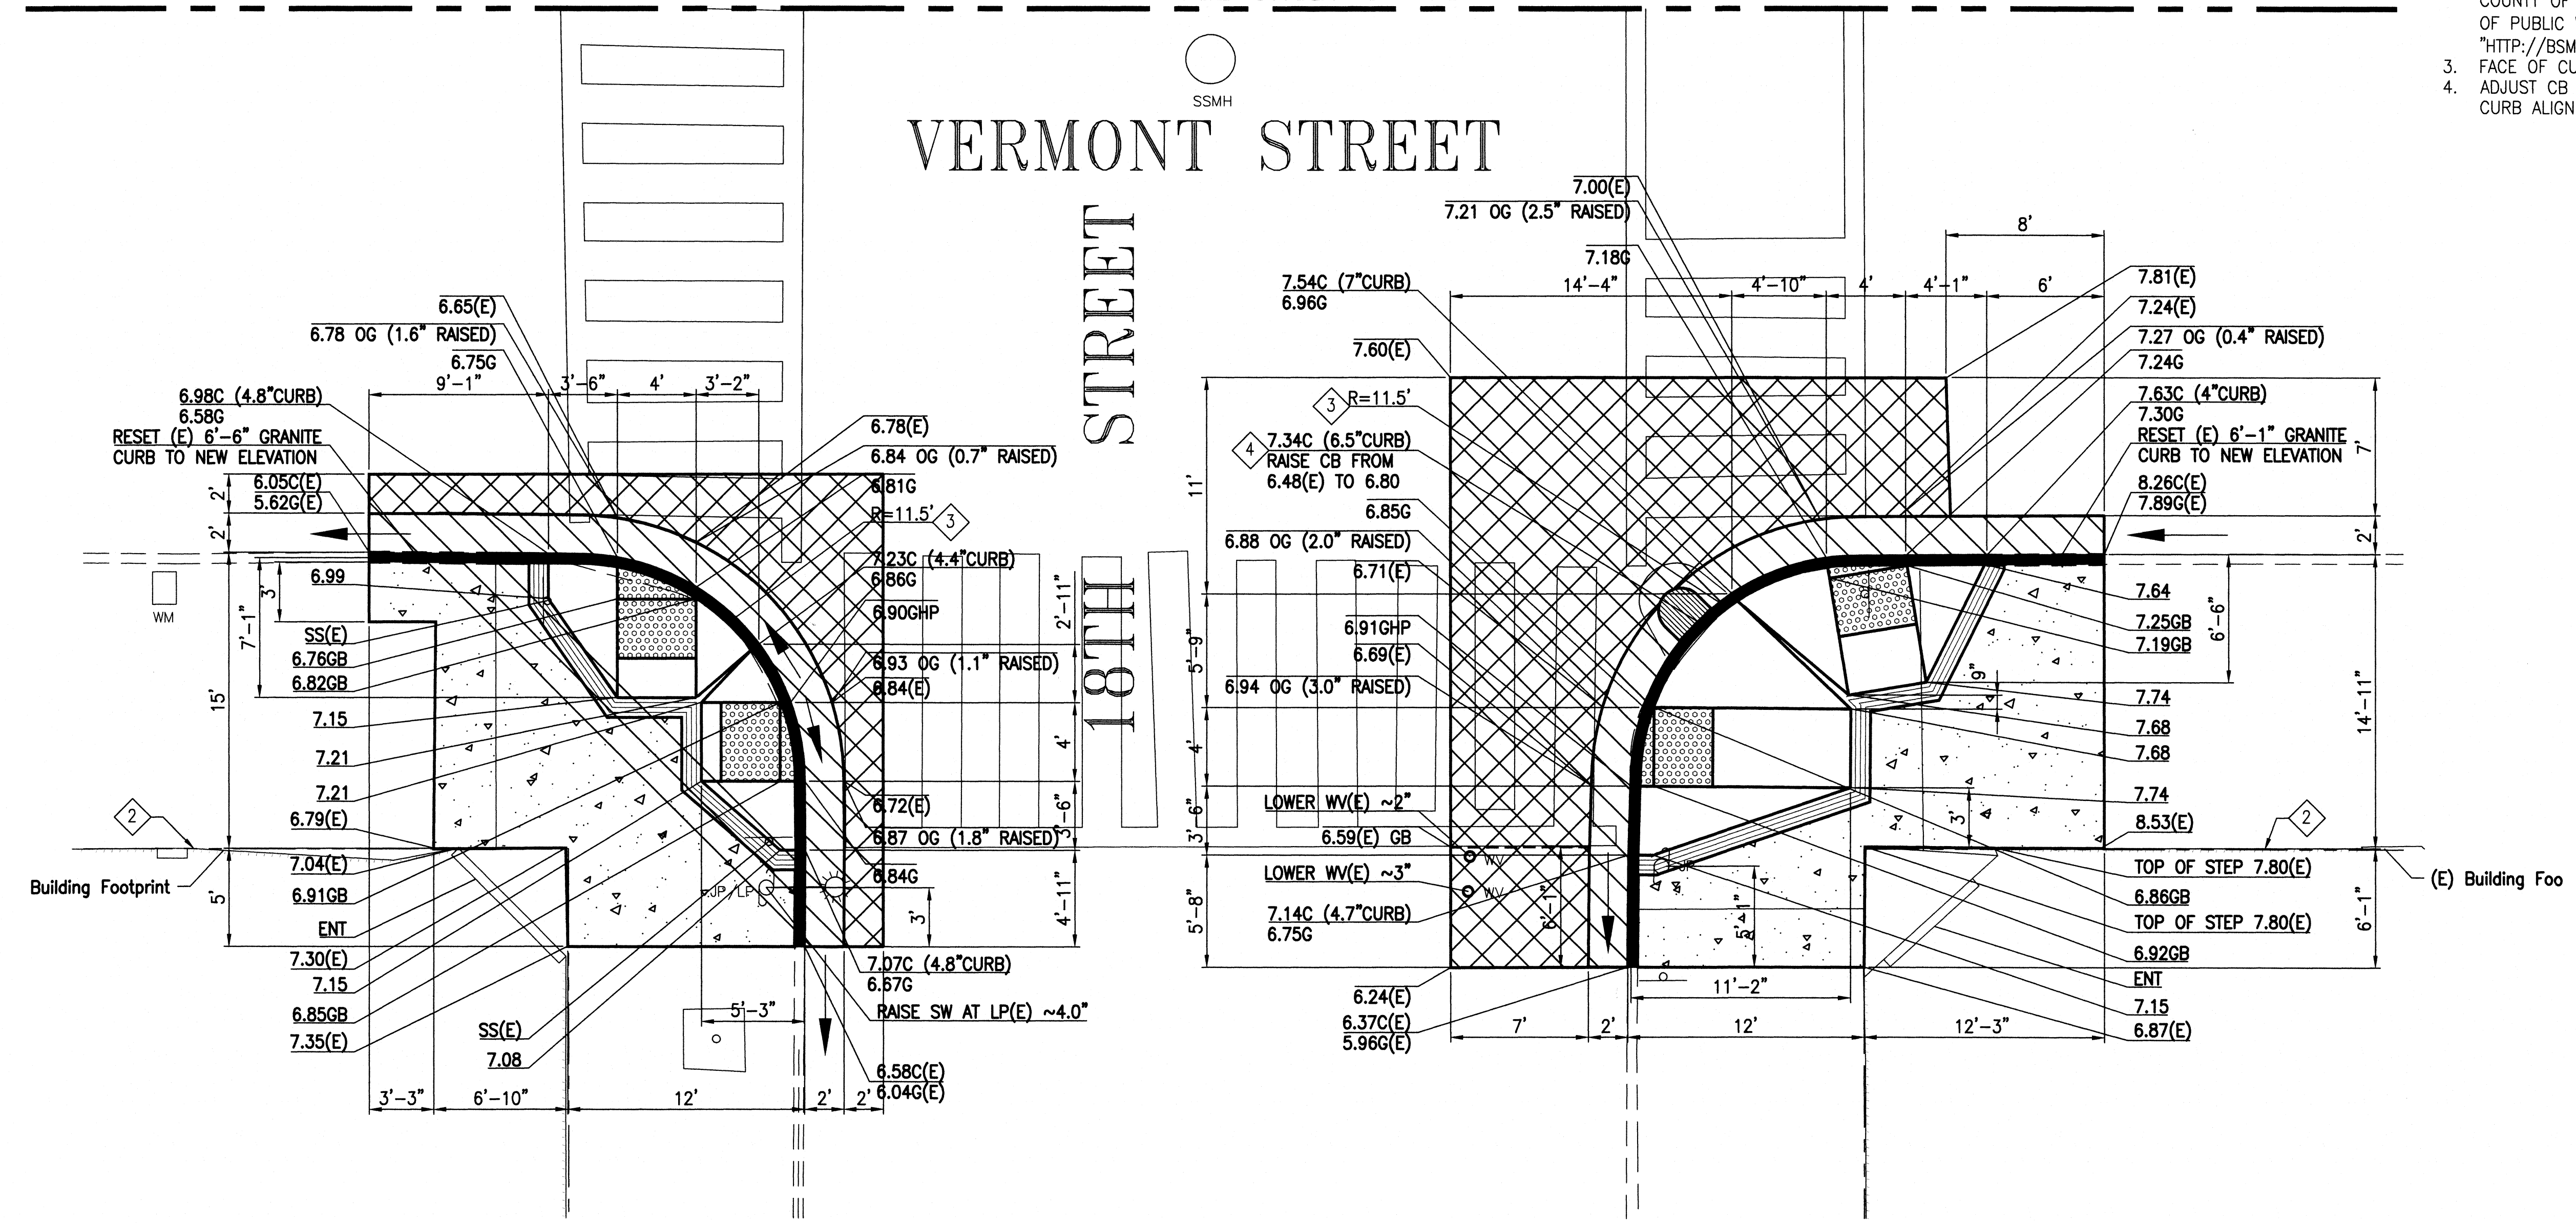 COUNTY OF
OF PUBLIC
"HTTP://BSM
3. FACE OF CU
4. ADJUST CB
CURB ALIGN
SSMH
VERMONT STREET
18TH STREET
6.65(E)
6.78 OG (1.6" RAISED)
6.75G
9'-1"
3'-6"
4'
3'-2"
6.98C (4.8"CURB)
6.58G
RESET (E) 6'-6" GRANITE
CURB TO NEW ELEVATION
6.05C(E)
5.62G(E)
2'
2'
3'
7'-1"
15'
5'
WM
6.99
SS(E)
6.76GB
6.82GB
7.15
7.21
7.21
6.79(E)
2
7.04(E)
Building Footprint
6.91GB
ENT
7.30(E)
7.15
6.85GB
7.35(E)
SS(E)
7.08
3'-3"
6'-10"
12'
2'
2'
5'-3"
JP/LP
6.78(E)
6.84 OG (0.7" RAISED)
6.81G
R=11.5'
3
7.23C (4.4"CURB)
6.86G
6.90GHP
6.93 OG (1.1" RAISED)
6.84(E)
6.72(E)
6.87 OG (1.8" RAISED)
6.84G
2'-11"
4'
3'-6"
4'-11"
3'
7.07C (4.8"CURB)
6.67G
RAISE SW AT LP(E) ~4.0"
6.58C(E)
6.04G(E)
7.00(E)
7.21 OG (2.5" RAISED)
7.18G
7.54C (7"CURB)
6.96G
14'-4"
4'-10"
4'
4'-1"
6'
8'
7.60(E)
3
R=11.5'
4
7.34C (6.5"CURB)
RAISE CB FROM
6.48(E) TO 6.80
6.85G
6.88 OG (2.0" RAISED)
6.71(E)
6.91GHP
6.69(E)
6.94 OG (3.0" RAISED)
LOWER WV(E) ~2"
6.59(E) GB
LOWER WV(E) ~3"
WV
WV
7.14C (4.7"CURB)
6.75G
6.24(E)
6.37C(E)
5.96G(E)
11'
5'-9"
4'
3'-6"
5'-8"
6'-1"
5'-1"
JP
11'-2"
7'
2'
12'
12'-3"
7.81(E)
7.24(E)
7.27 OG (0.4" RAISED)
7.24G
7.63C (4"CURB)
7.30G
RESET (E) 6'-1" GRANITE
CURB TO NEW ELEVATION
8.26C(E)
7.89G(E)
7.64
7.25GB
7.19GB
7.74
7.68
7.68
7.74
8.53(E)
2
TOP OF STEP 7.80(E)
6.86GB
TOP OF STEP 7.80(E)
6.92GB
ENT
7.15
6.87(E)
(E) Building Foo
7'
2'
6'-6"
9"
3'
14'-11"
6'-1"